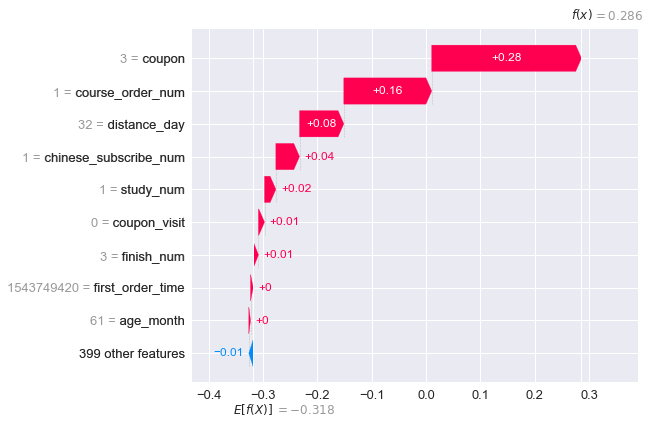 f(x) = 0.286
3 = coupon +0.28
1 = course_order_num +0.16
32 = distance_day +0.08
1 = chinese_subscribe_num +0.04
1 = study_num +0.02
0 = coupon_visit +0.01
3 = finish_num +0.01
1543749420 = first_order_time +0
61 = age_month +0
399 other features −0.01
−0.4 −0.3 −0.2 −0.1 0.0 0.1 0.2 0.3
E[f(X)] = −0.318